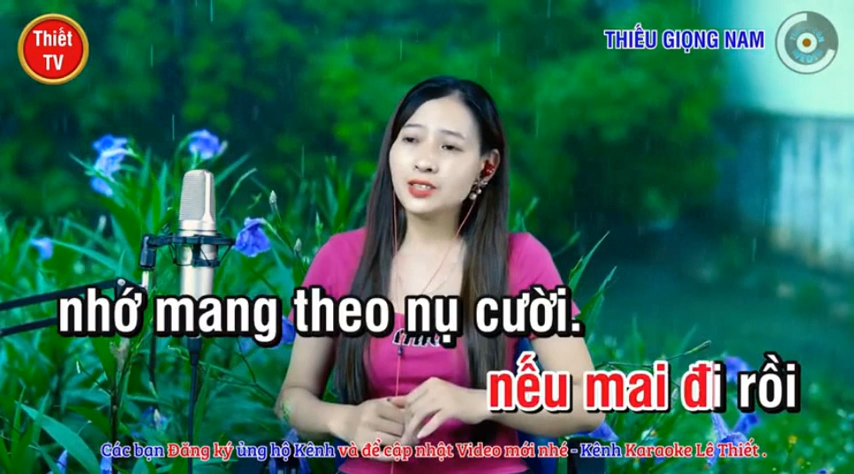 Thiết
TV
THIẾU GIỌNG NAM
nhớ mang theo nụ cười.
nếu mai đi rồi
Các bạn Đăng ký ủng hộ Kênh và để cập nhật Video mới nhé - Kênh Karaoke Lê Thiết .